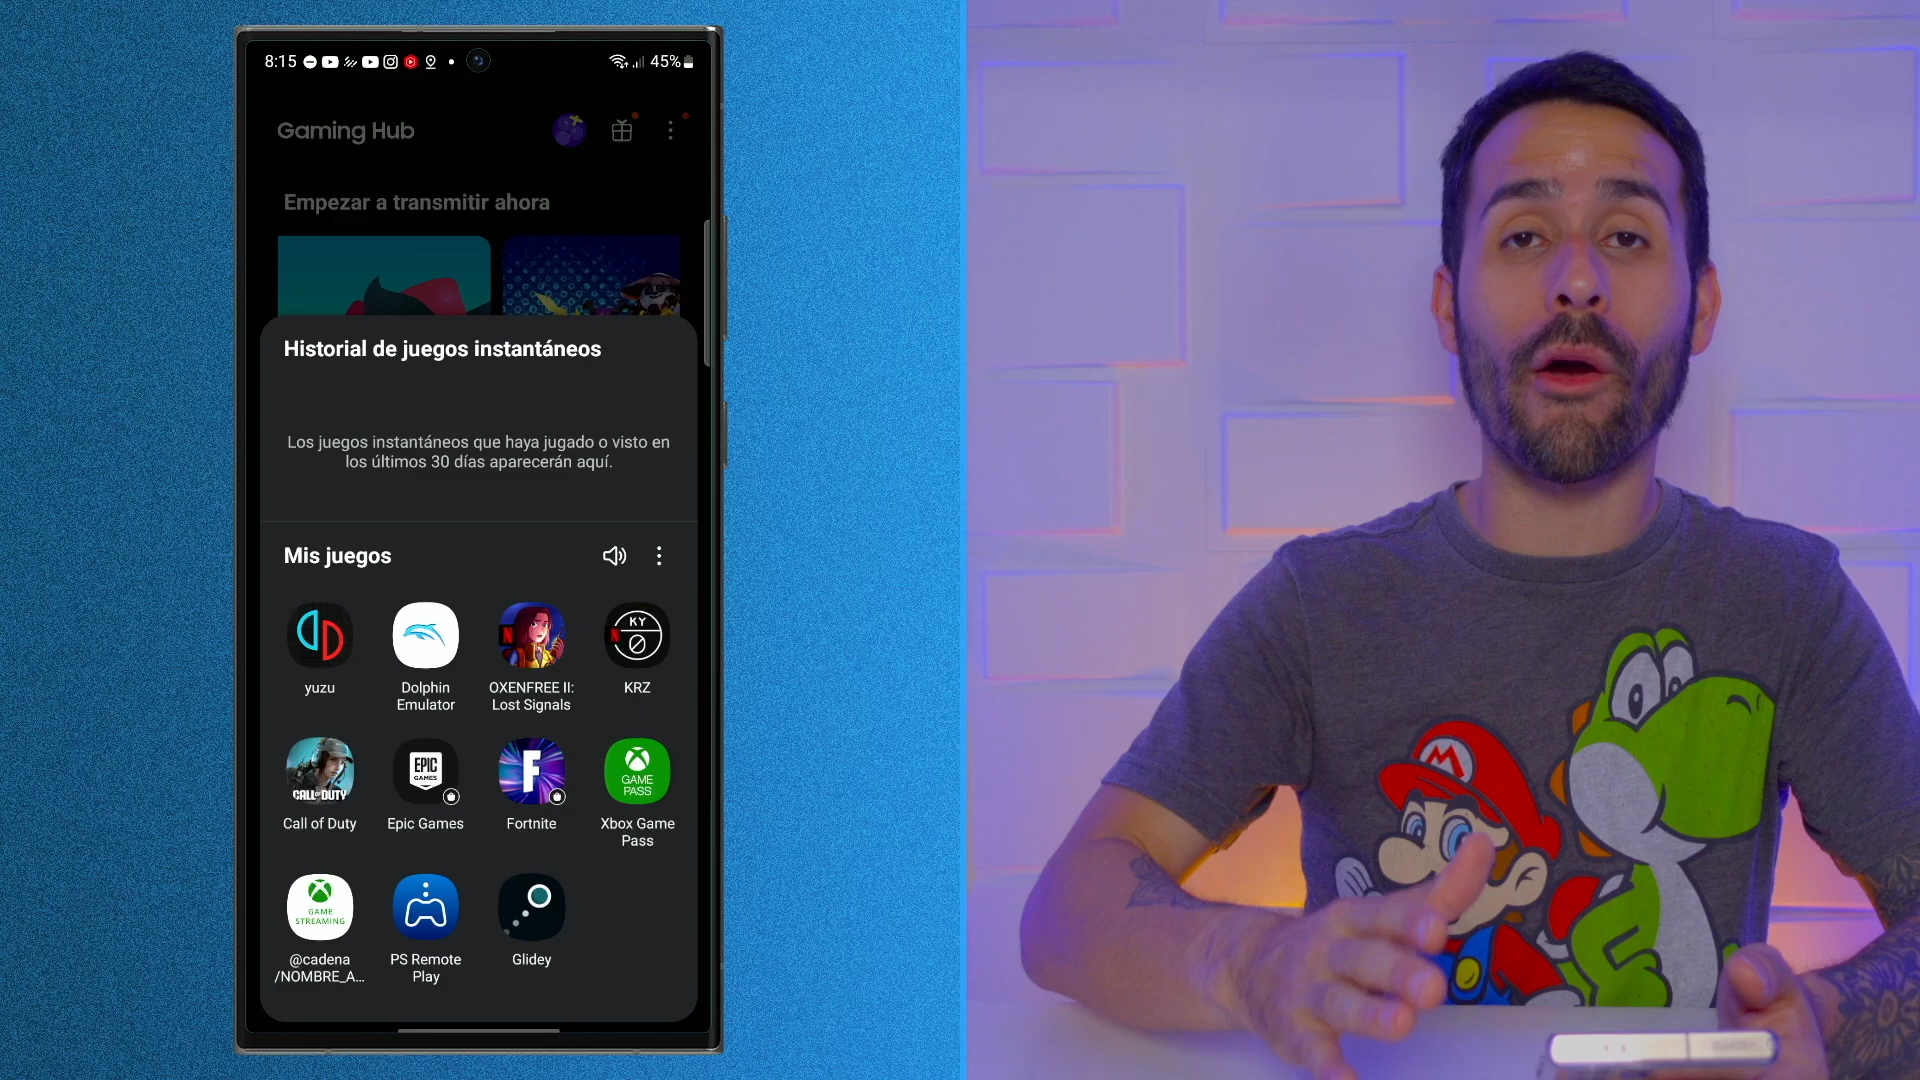 8:15
45%
Gaming Hub
Empezar a transmitir ahora
Historial de juegos instantáneos
Los juegos instantáneos que haya jugado o visto en
los últimos 30 días aparecerán aquí.
Mis juegos
yuzu
Dolphin
Emulator
N
OXENFREE II:
Lost Signals
N
KY
KRZ
CALL OF DUTY
Call of Duty
EPIC
GAMES
Epic Games
F
Fortnite
GAME
PASS
Xbox Game
Pass
GAME
STREAMING
@cadena
/NOMBRE_A...
PS Remote
Play
Glidey
M